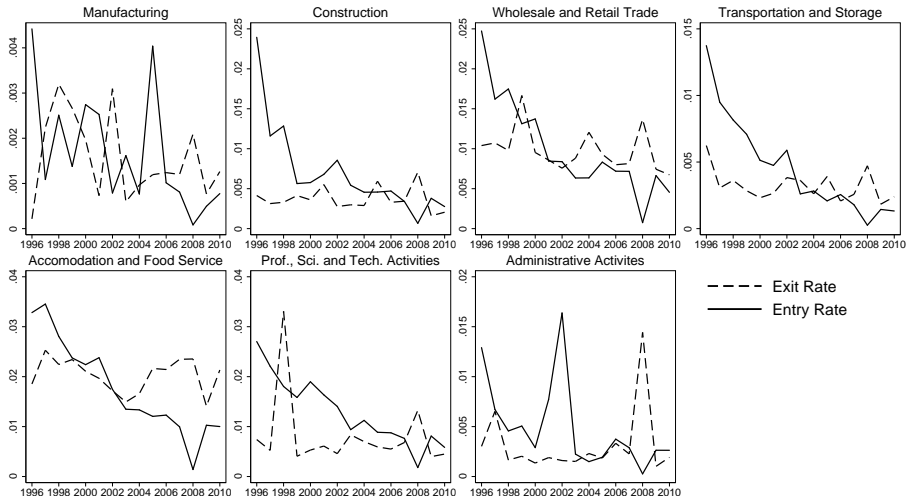 Manufacturing
0 .001 .002 .003 .004
1996 1998 2000 2002 2004 2006 2008 2010
Construction
0 .005 .01 .015 .02 .025
1996 1998 2000 2002 2004 2006 2008 2010
Wholesale and Retail Trade
0 .005 .01 .015 .02 .025
1996 1998 2000 2002 2004 2006 2008 2010
Transportation and Storage
0 .005 .01 .015
1996 1998 2000 2002 2004 2006 2008 2010
Accomodation and Food Service
0 .01 .02 .03 .04
1996 1998 2000 2002 2004 2006 2008 2010
Prof., Sci. and Tech. Activities
0 .01 .02 .03 .04
1996 1998 2000 2002 2004 2006 2008 2010
Administrative Activites
0 .005 .01 .015 .02
1996 1998 2000 2002 2004 2006 2008 2010
Exit Rate
Entry Rate